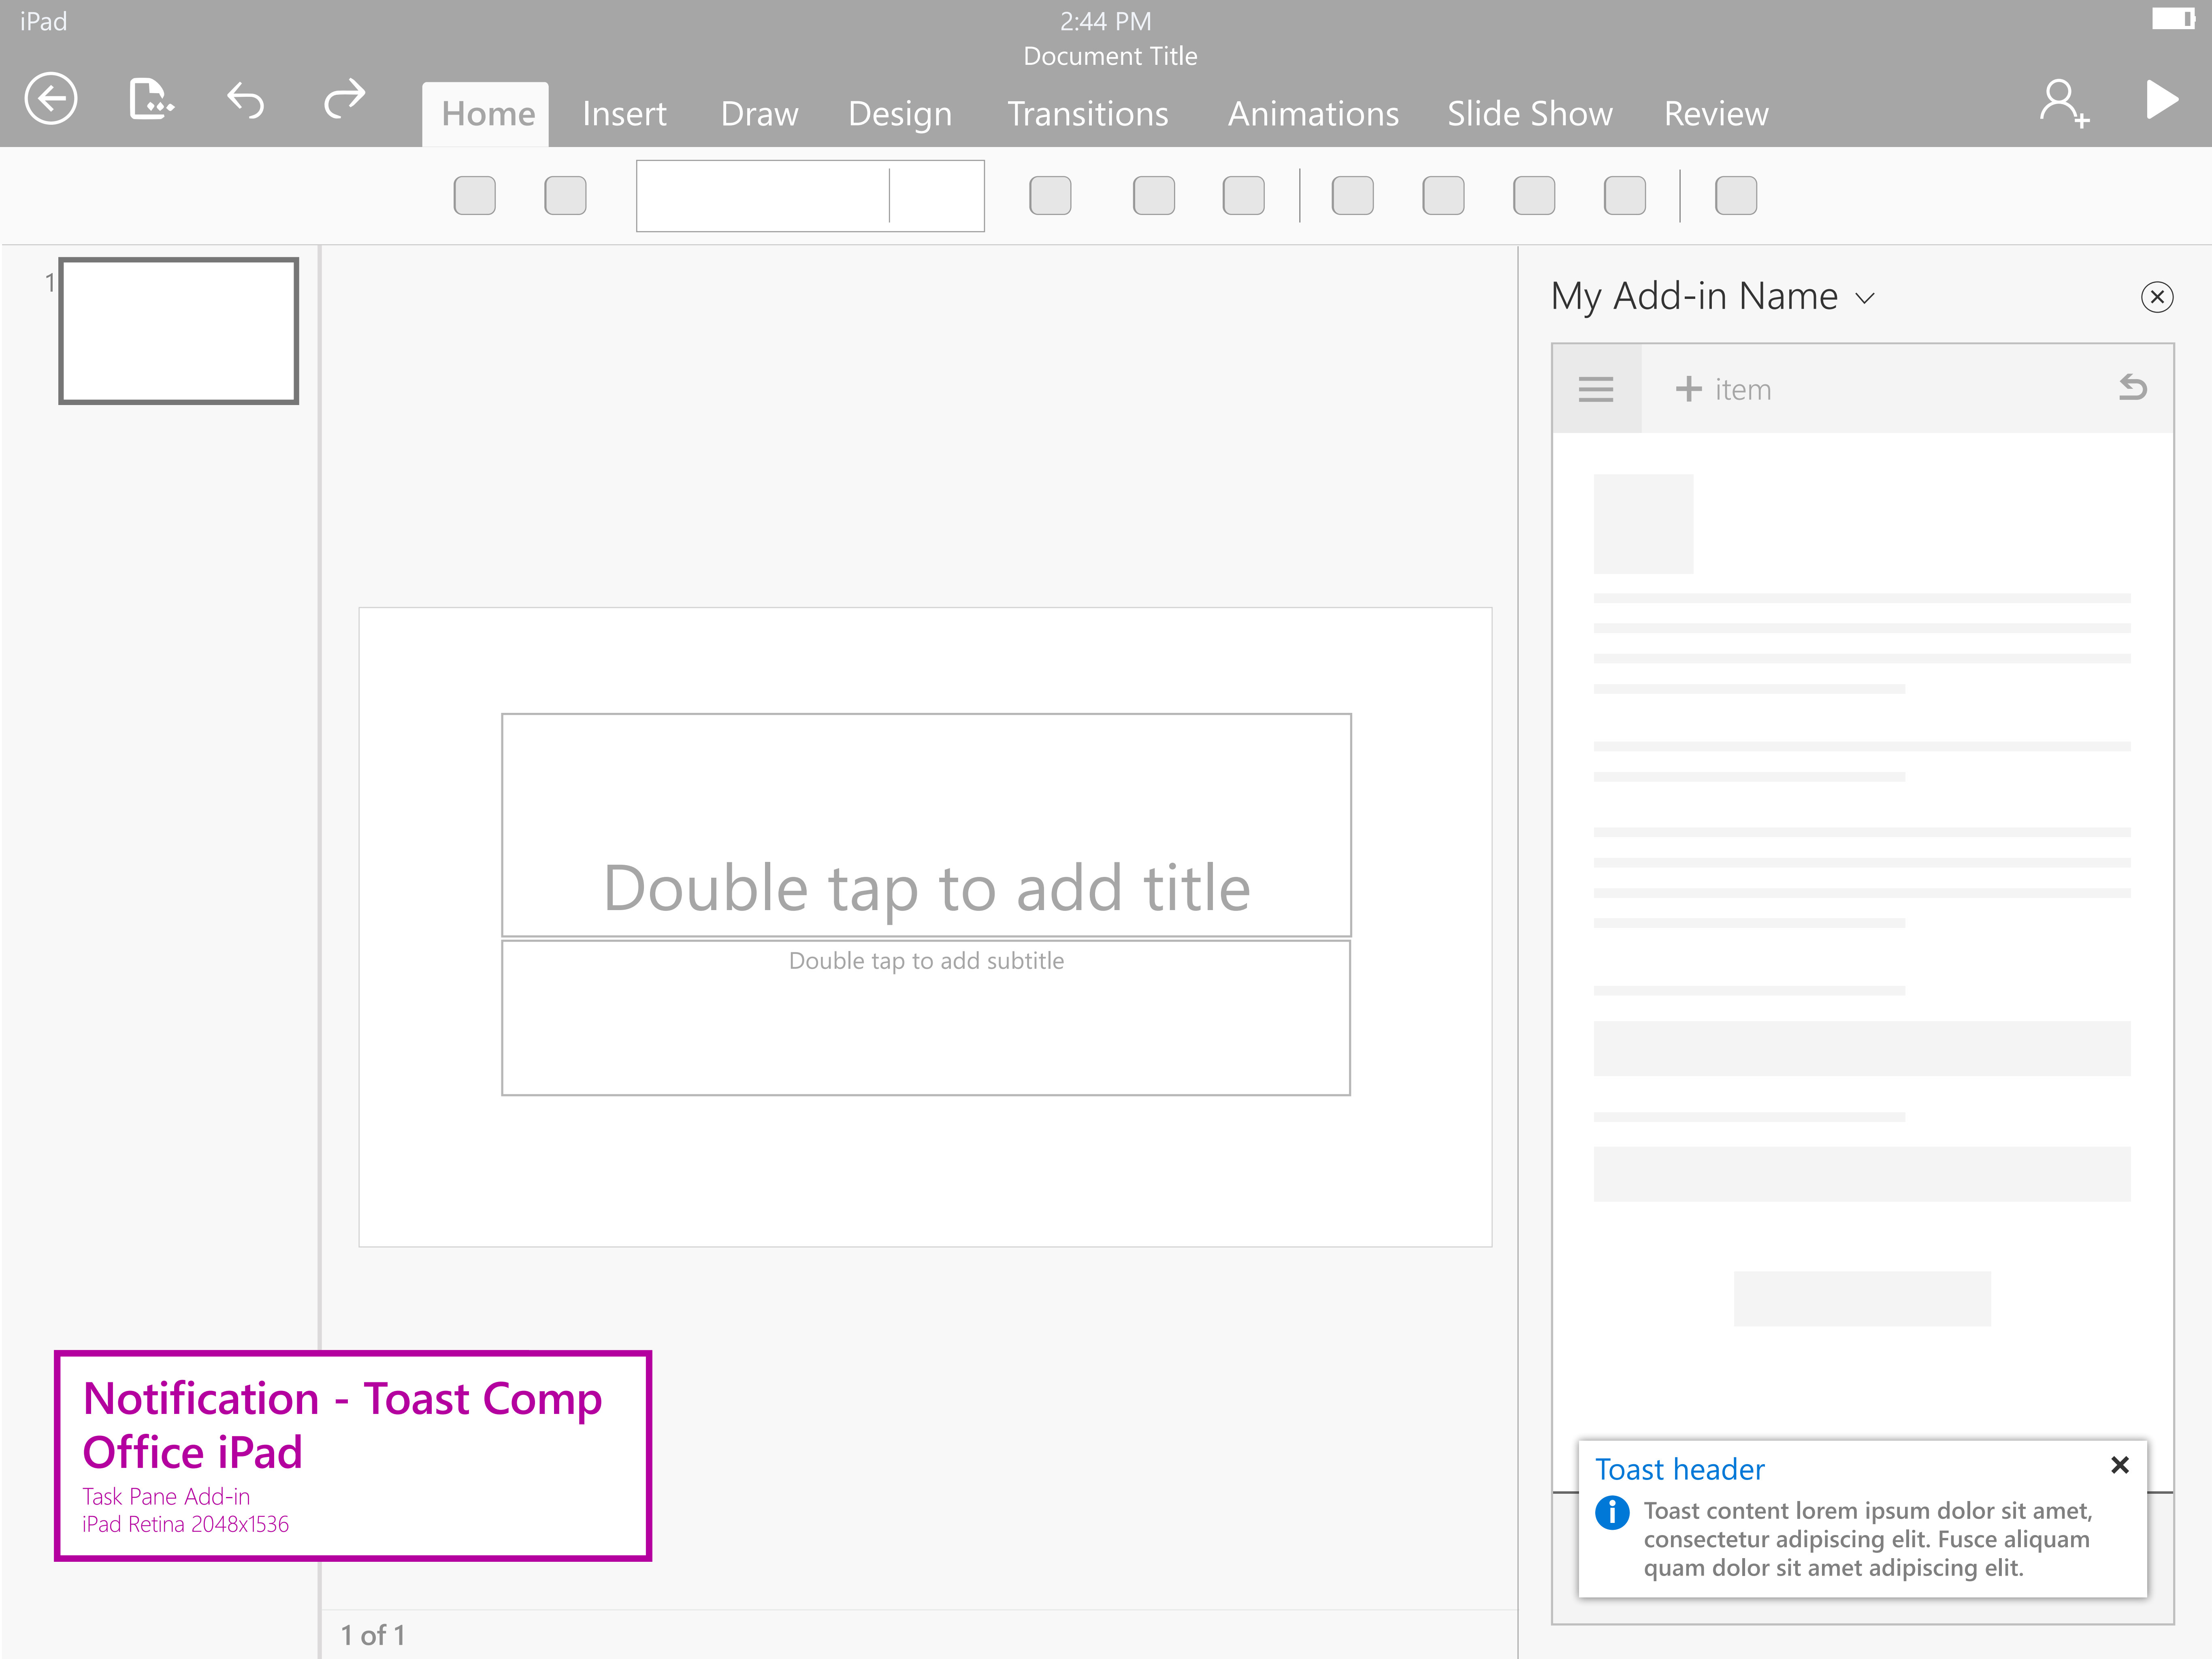 iPad
2:44 PM
Document Title
Home Insert Draw Design Transitions Animations Slide Show Review
1
My Add-in Name
item
Double tap to add title
Double tap to add subtitle
Notification - Toast Comp
Office iPad
Task Pane Add-in
iPad Retina 2048x1536
Toast header
Toast content lorem ipsum dolor sit amet,
consectetur adipiscing elit. Fusce aliquam
quam dolor sit amet adipiscing elit.
1 of 1